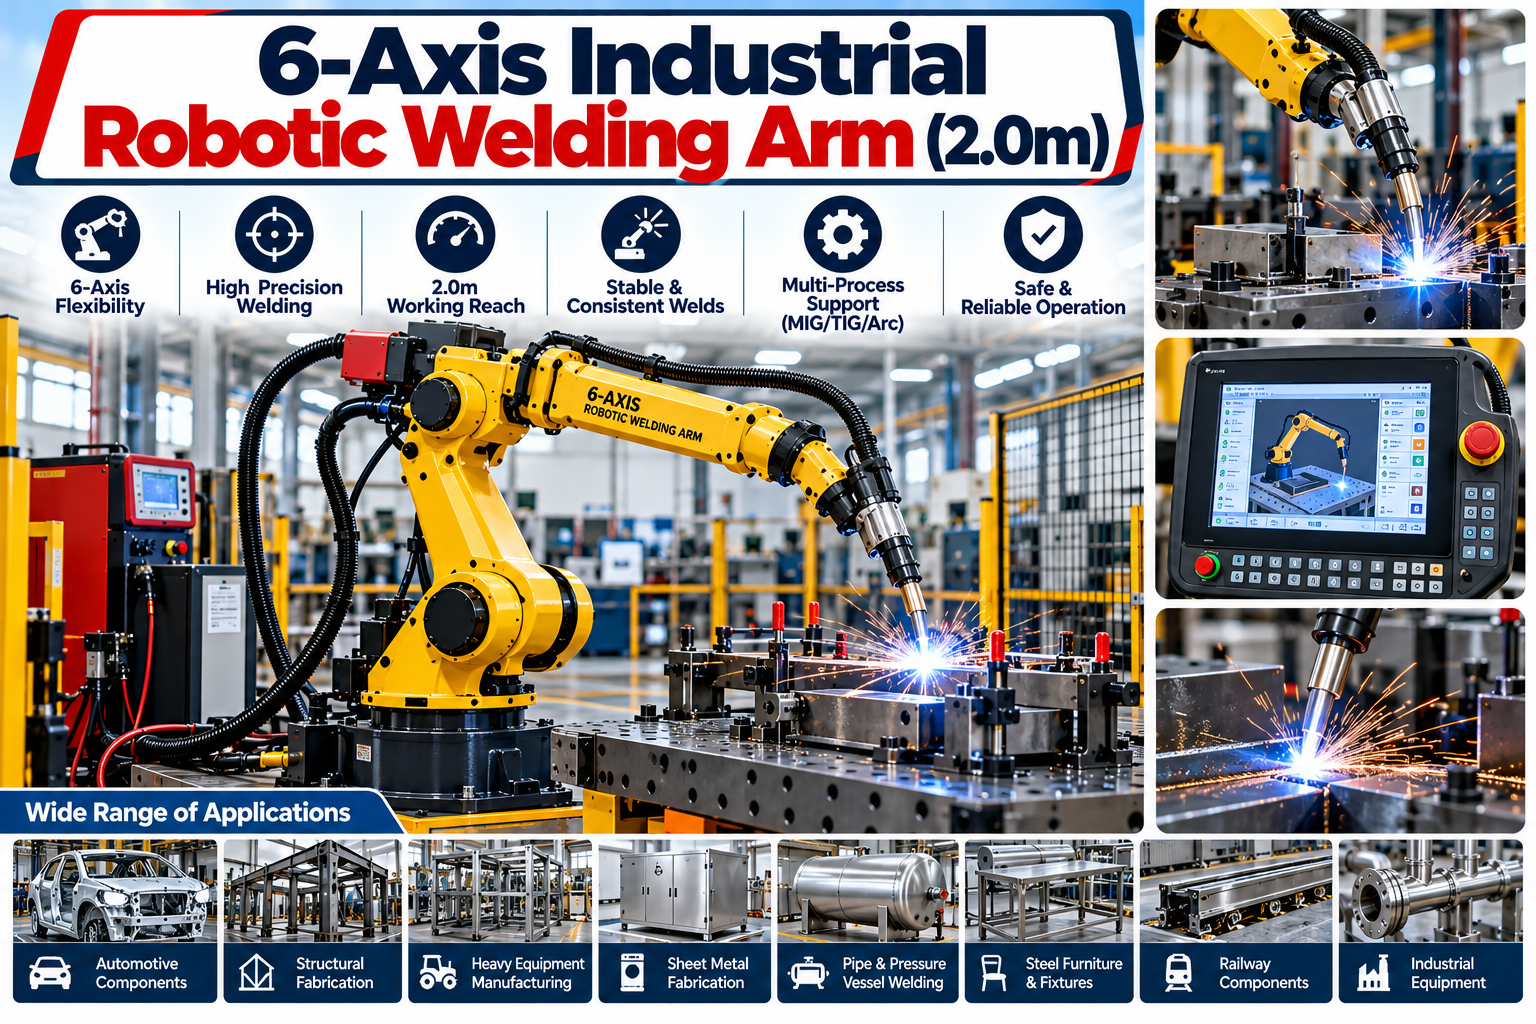 6-Axis Industrial
Robotic Welding Arm (2.0m)
6-Axis
Flexibility
High Precision
Welding
2.0m
Working Reach
Stable &
Consistent Welds
Multi-Process
Support
(MIG/TIG/Arc)
Safe &
Reliable Operation
6-AXIS
ROBOTIC WELDING ARM
Wide Range of Applications
Automotive
Components
Structural
Fabrication
Heavy Equipment
Manufacturing
Sheet Metal
Fabrication
Pipe & Pressure
Vessel Welding
Steel Furniture
& Fixtures
Railway
Components
Industrial
Equipment